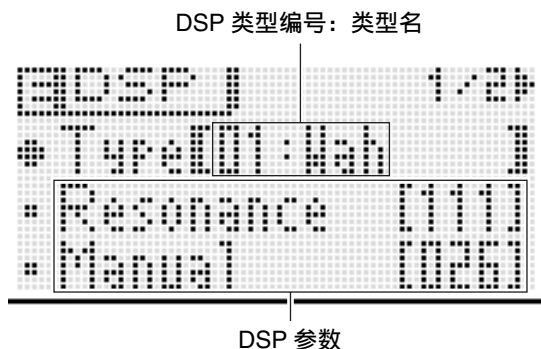 DSP 类型编号：类型名
E DSP 1/2
Type[01:Wah ]
Resonance [111]
Manual [026]
DSP 参数